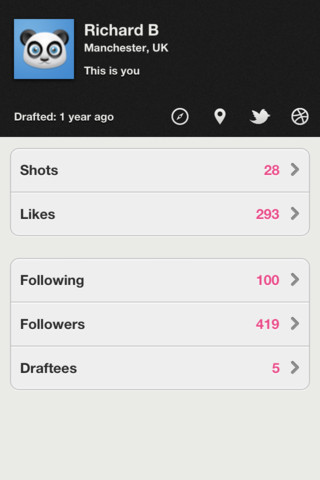 Richard B
Manchester, UK
This is you
Drafted: 1 year ago
Shots 28
Likes 293
Following 100
Followers 419
Draftees 5